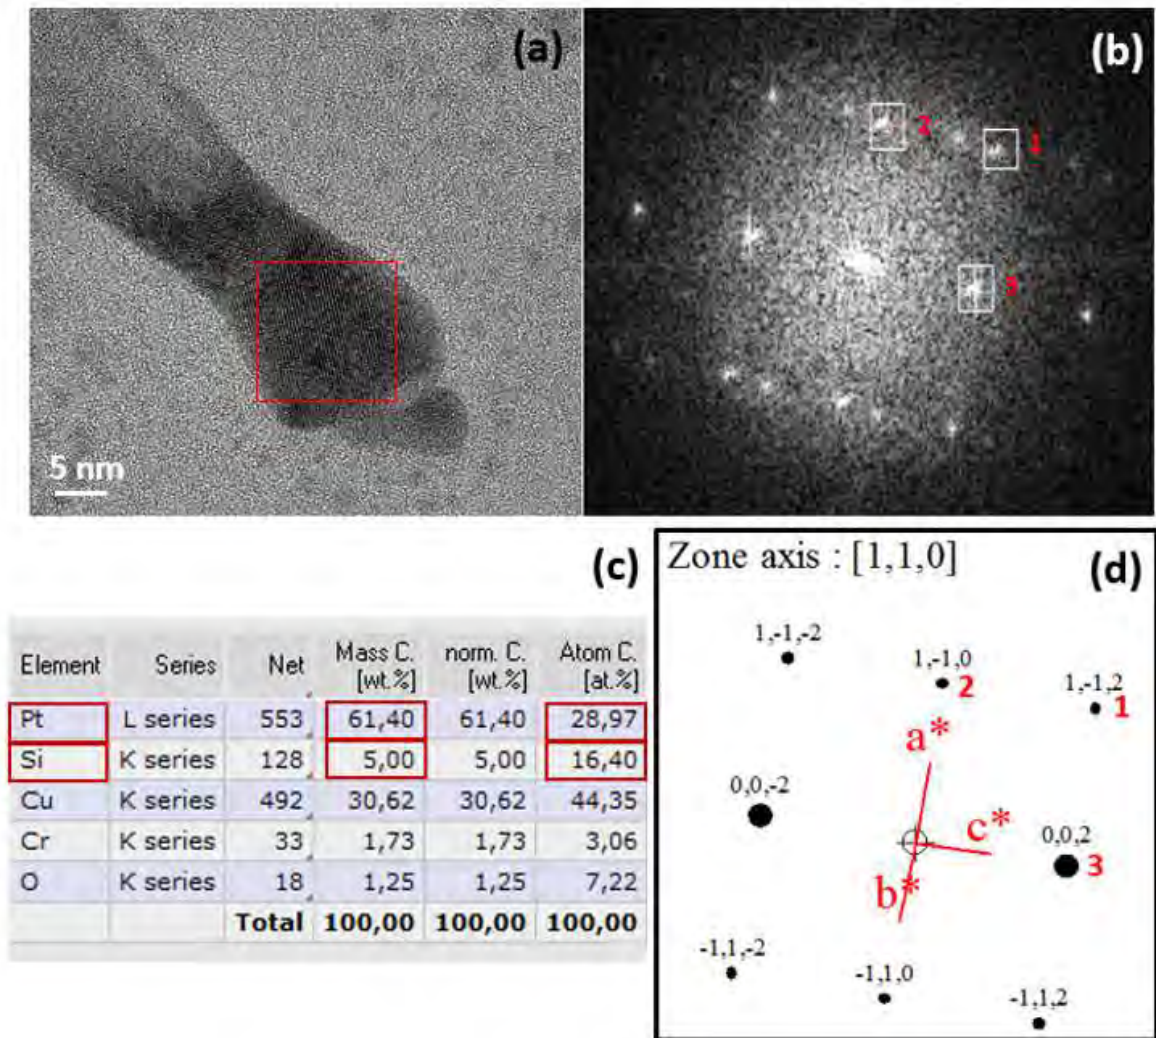 (a)
5 nm
(b)
2
1
3
(c)
Element Series Net Mass C. [wt.%] norm. C. [wt.%] Atom C. [at.%]
Pt L series 553 61,40 61,40 28,97
Si K series 128 5,00 5,00 16,40
Cu K series 492 30,62 30,62 44,35
Cr K series 33 1,73 1,73 3,06
O K series 18 1,25 1,25 7,22
Total 100,00 100,00 100,00
Zone axis : [1,1,0] (d)
1,-1,-2
1,-1,0
2
1,-1,2
1
a*
0,0,-2
c*
0,0,2
3
b*
-1,1,-2
-1,1,0
-1,1,2